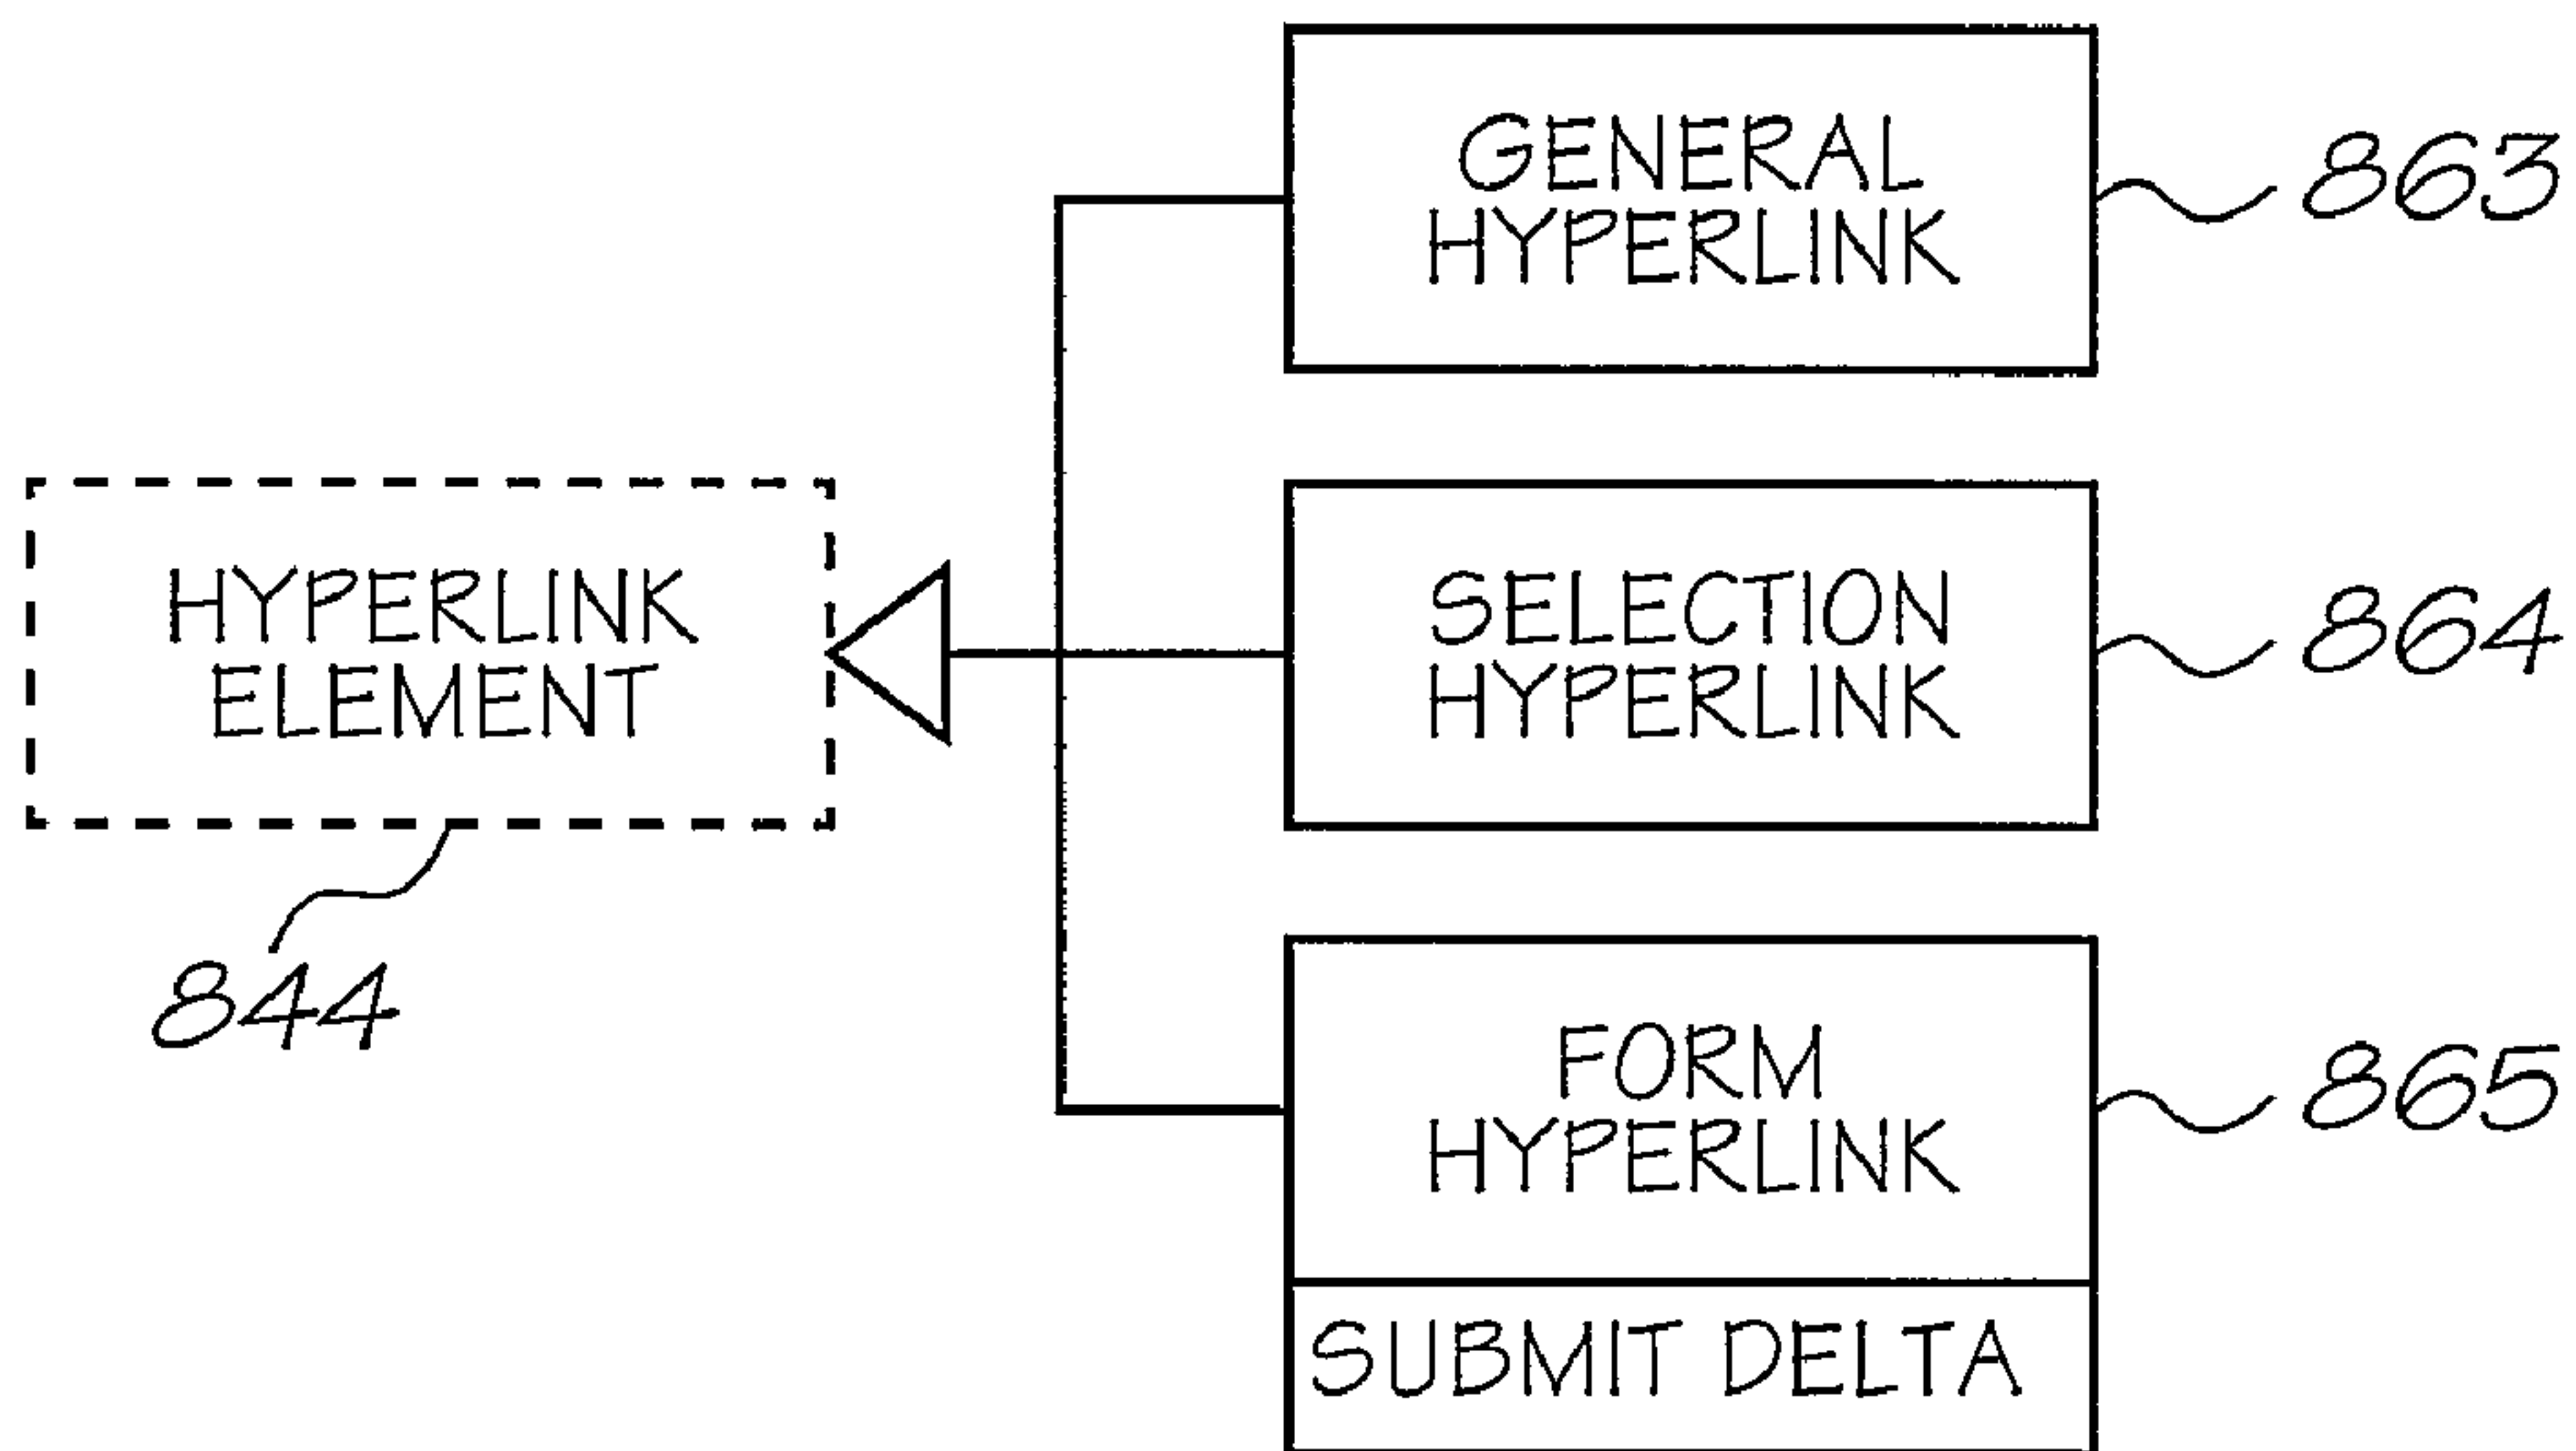 GENERAL
HYPERLINK
863
HYPERLINK
ELEMENT
844
SELECTION
HYPERLINK
864
FORM
HYPERLINK
865
SUBMIT DELTA